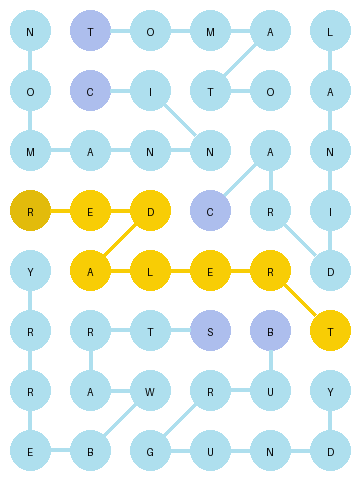 N T O M A L
O C I T O A
M A N N A N
R E D C R I
Y A L E R D
R R T S B T
R A W R U Y
E B G U N D